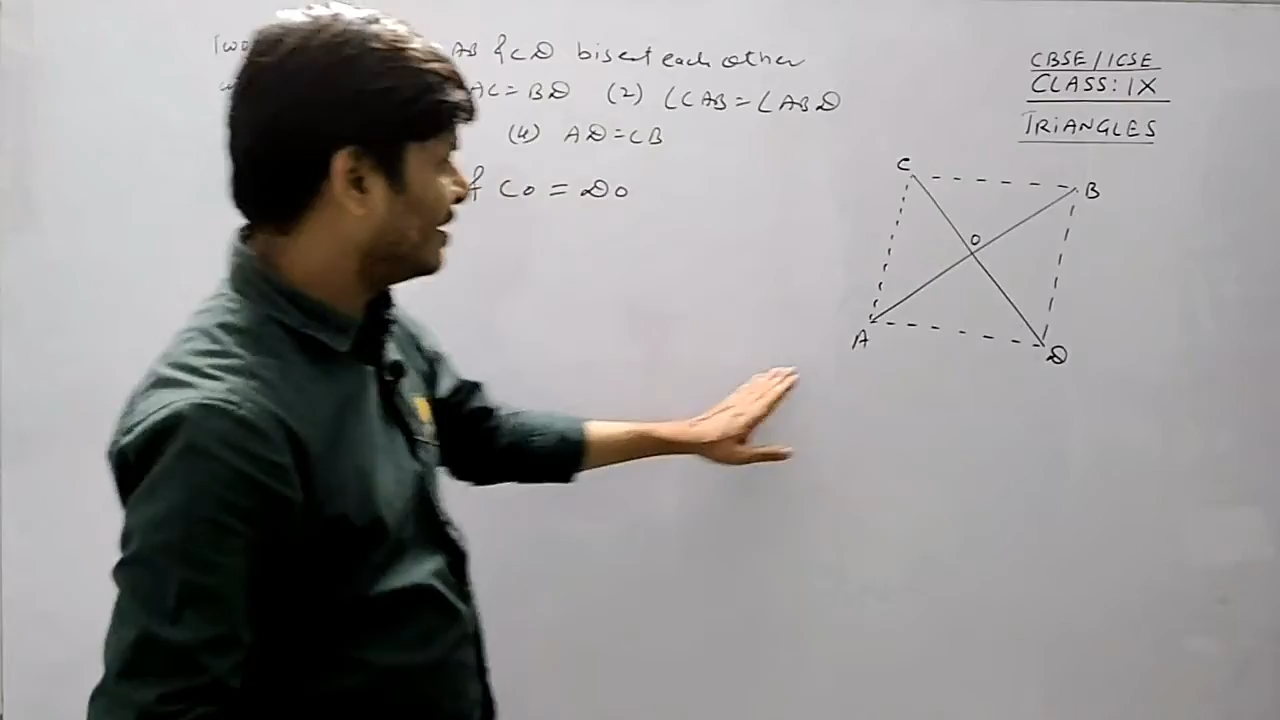 Two AB & CD bisect each other
AC = BD (2) ∠CAB = ∠ABD
(4) AD = CB
& CO = DO
CBSE/ICSE
CLASS: IX
TRIANGLES
C
B
O
A
D